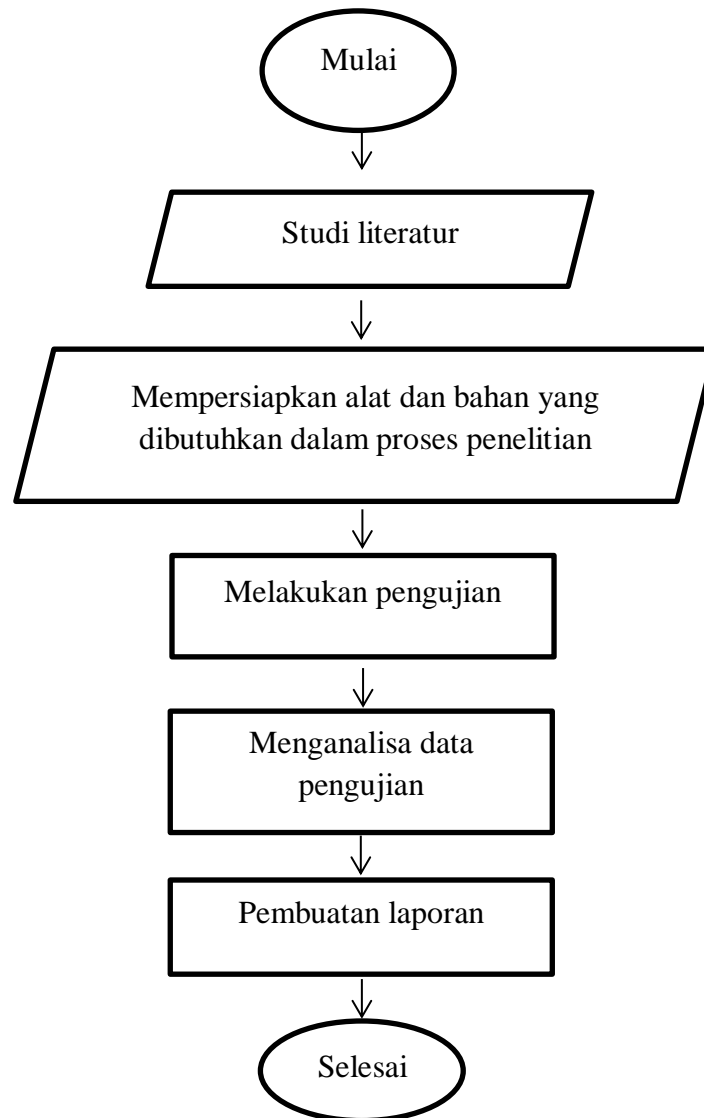 Mulai
Studi literatur
Mempersiapkan alat dan bahan yang
dibutuhkan dalam proses penelitian
Melakukan pengujian
Menganalisa data
pengujian
Pembuatan laporan
Selesai